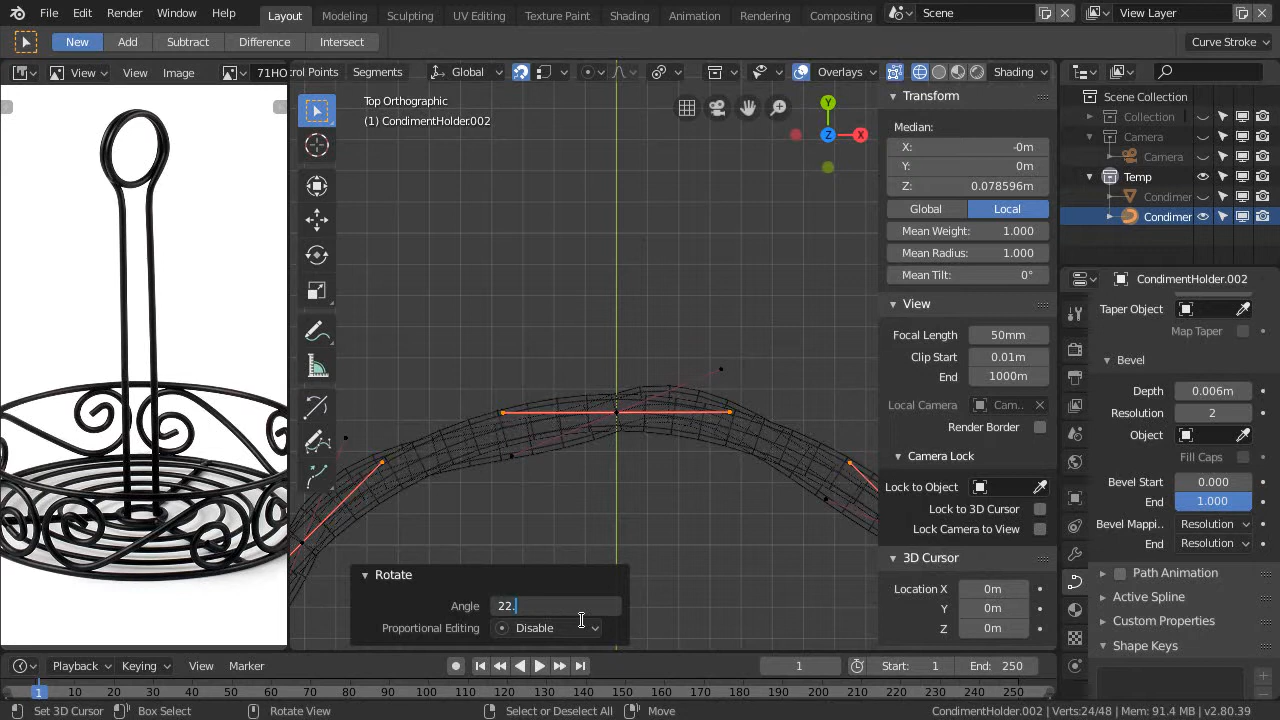 File Edit Render Window Help Layout Modeling Sculpting UV Editing Texture Paint Shading Animation Rendering Compositing Scene View Layer
New Add Subtract Difference Intersect Curve Stroke
View View Image 71HO rol Points Segments Global Overlays Shading
Top Orthographic
(1) CondimentHolder.002
Y
Z X
Transform
Median:
X: -0m
Y: 0m
Z: 0.078596m
Global Local
Mean Weight: 1.000
Mean Radius: 1.000
Mean Tilt: 0°
View
Focal Length 50mm
Clip Start 0.01m
End 1000m
Local Camera Cam..
Render Border
Camera Lock
Lock to Object
Lock to 3D Cursor
Lock Camera to View
3D Cursor
Location X 0m
Y 0m
Z 0m
Scene Collection
Collection
Camera
Camera
Temp
Condimer
Condimer
CondimentHolder.002
Taper Object
Map Taper
Bevel
Depth 0.006m
Resolution 2
Object
Fill Caps
Bevel Start 0.000
End 1.000
Bevel Mappi.. Resolution
End Resolution
Path Animation
Active Spline
Custom Properties
Shape Keys
Rotate
Angle 22.
Proportional Editing Disable
Playback Keying View Marker 1 Start: 1 End: 250
1 10 20 30 40 50 60 70 80 90 100 110 120 130 140 150 160 170 180 190 200 210 220 230 240 250
Set 3D Cursor Box Select Rotate View Select or Deselect All Move CondimentHolder.002 | Verts:24/48 | Mem: 91.4 MB | v2.80.39